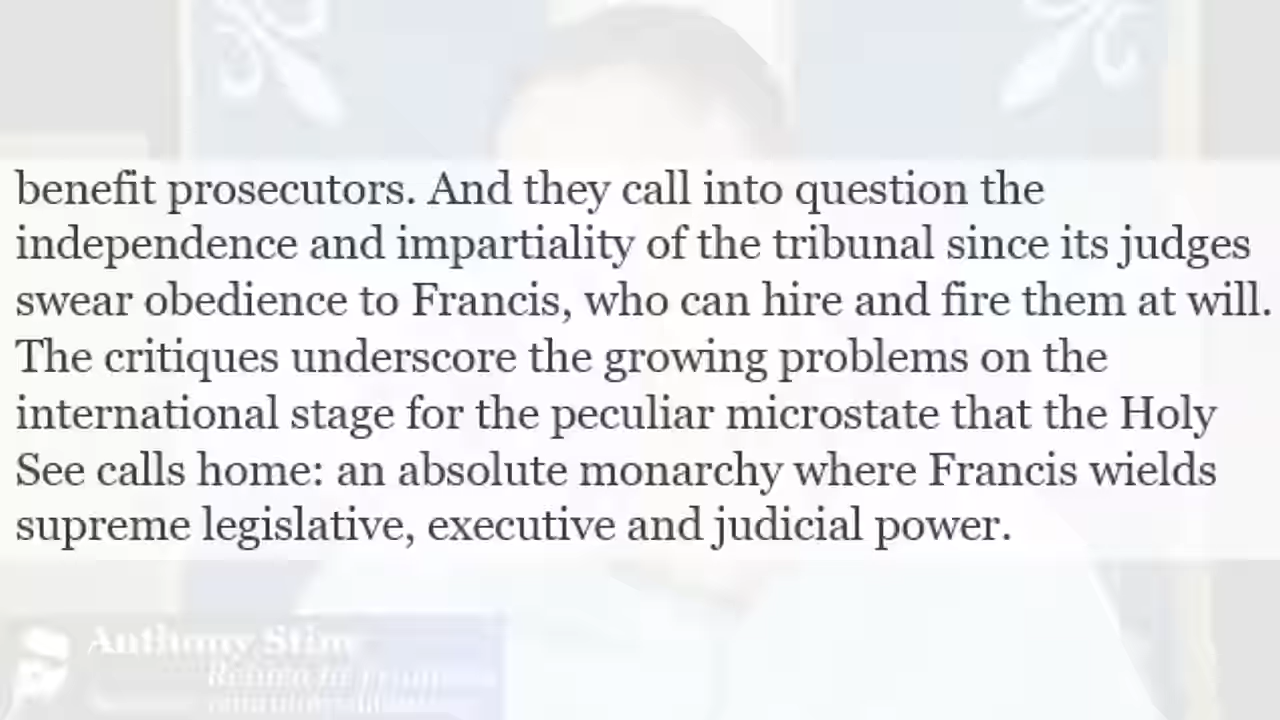 benefit prosecutors. And they call into question the
independence and impartiality of the tribunal since its judges
swear obedience to Francis, who can hire and fire them at will.
The critiques underscore the growing problems on the
international stage for the peculiar microstate that the Holy
See calls home: an absolute monarchy where Francis wields
supreme legislative, executive and judicial power.
Anthony Stine